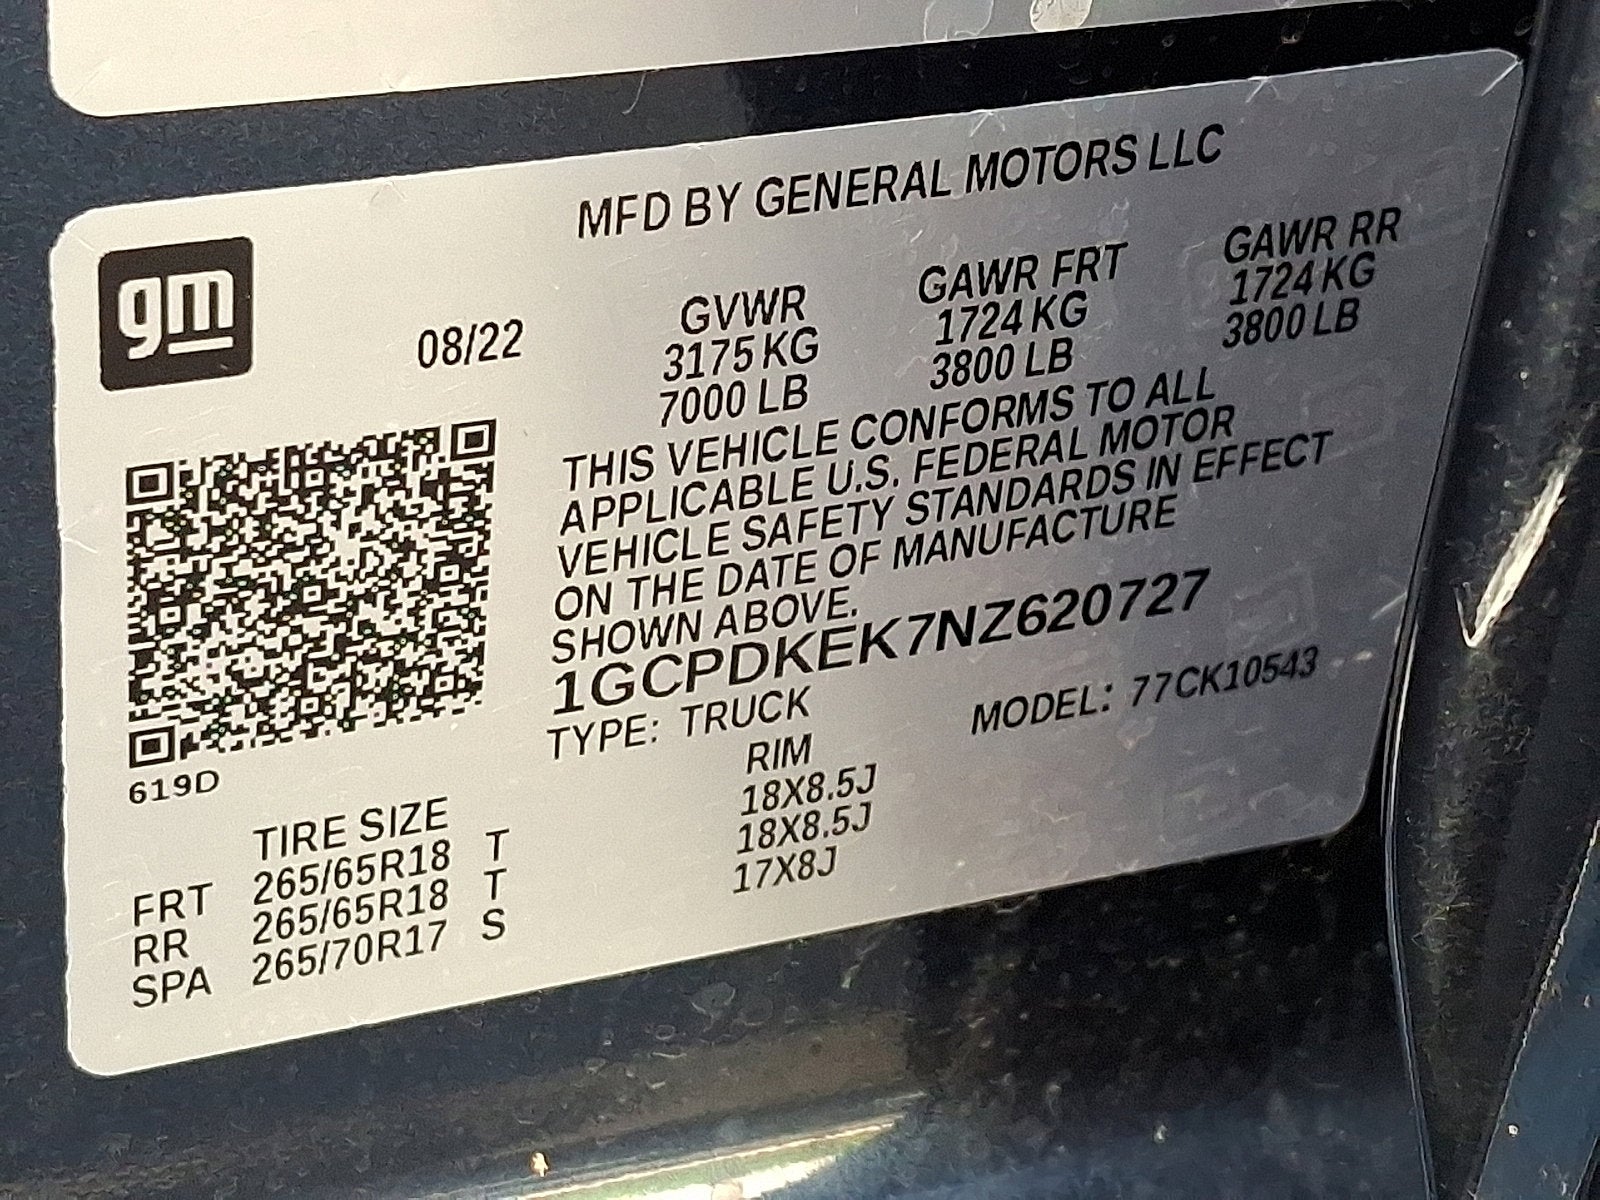 gm
MFD BY GENERAL MOTORS LLC
08/22
GVWR GAWR FRT GAWR RR
3175 KG 1724 KG 1724 KG
7000 LB 3800 LB 3800 LB
THIS VEHICLE CONFORMS TO ALL
APPLICABLE U.S. FEDERAL MOTOR
VEHICLE SAFETY STANDARDS IN EFFECT
ON THE DATE OF MANUFACTURE
SHOWN ABOVE.
1GCPDKEK7NZ620727
TYPE: TRUCK MODEL: 77CK10543
619D
TIRE SIZE RIM
FRT 265/65R18 T 18X8.5J
RR 265/65R18 T 18X8.5J
SPA 265/70R17 S 17X8J